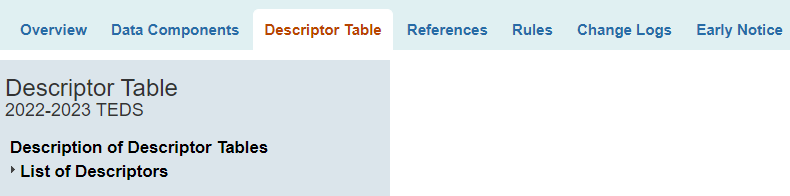 Overview Data Components Descriptor Table References Rules Change Logs Early Notice
Descriptor Table
2022-2023 TEDS
Description of Descriptor Tables
List of Descriptors